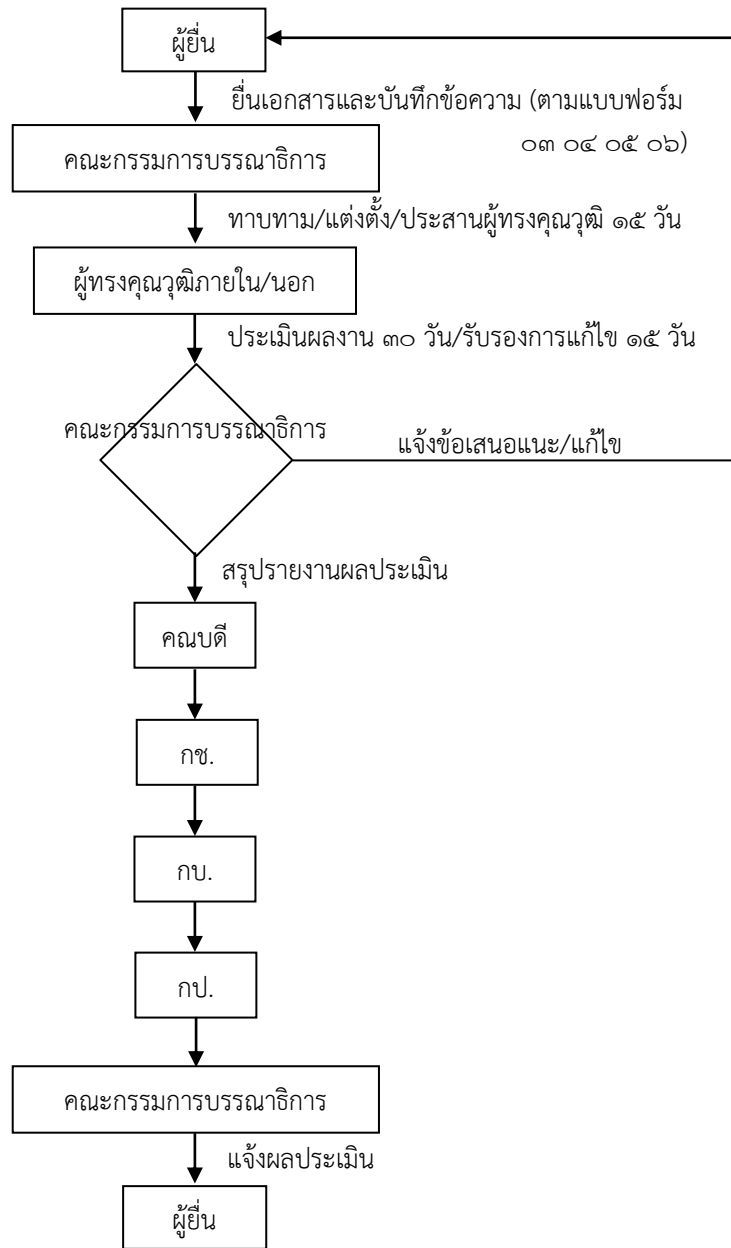 ผู้ยื่น
ยื่นเอกสารและบันทึกข้อความ (ตามแบบฟอร์ม
๐๓ ๐๔ ๐๕ ๐๖)
คณะกรรมการบรรณาธิการ
ทาบทาม/แต่งตั้ง/ประสานผู้ทรงคุณวุฒิ ๑๕ วัน
ผู้ทรงคุณวุฒิภายใน/นอก
ประเมินผลงาน ๓๐ วัน/รับรองการแก้ไข ๑๕ วัน
คณะกรรมการบรรณาธิการ
แจ้งข้อเสนอแนะ/แก้ไข
สรุปรายงานผลประเมิน
คณบดี
กช.
กบ.
กป.
คณะกรรมการบรรณาธิการ
แจ้งผลประเมิน
ผู้ยื่น